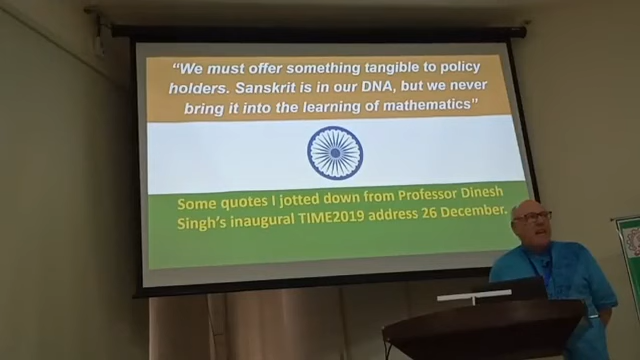 “We must offer something tangible to policy
holders. Sanskrit is in our DNA, but we never
bring it into the learning of mathematics”
Some quotes I jotted down from Professor Dinesh
Singh’s inaugural TIME2019 address 26 December.